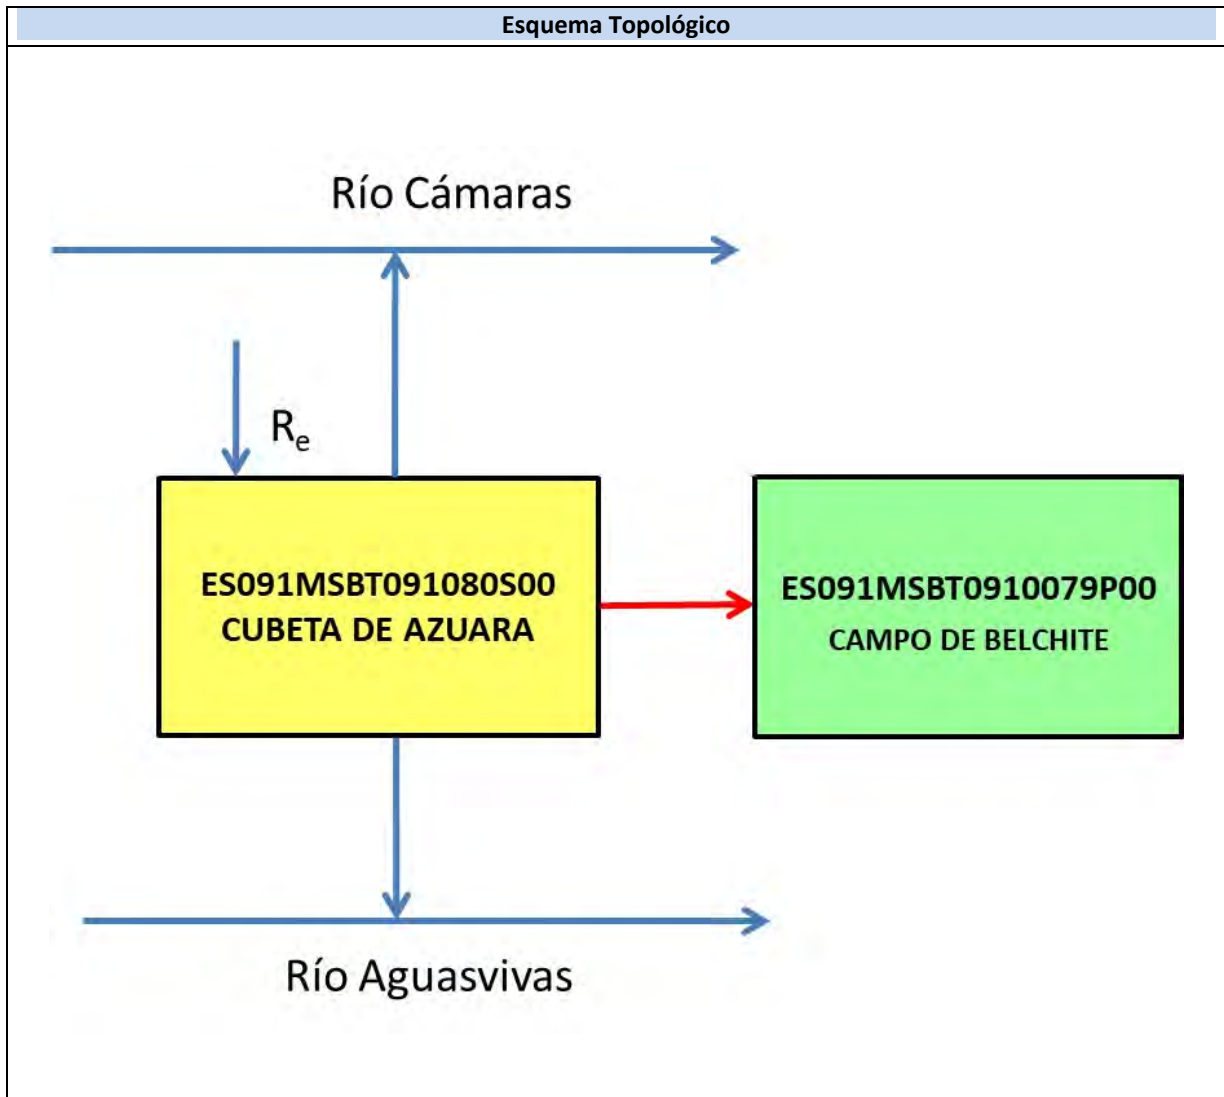 Esquema Topológico
Río Cámaras
Re
ES091MSBT091080S00
CUBETA DE AZUARA
ES091MSBT0910079P00
CAMPO DE BELCHITE
Río Aguasvivas